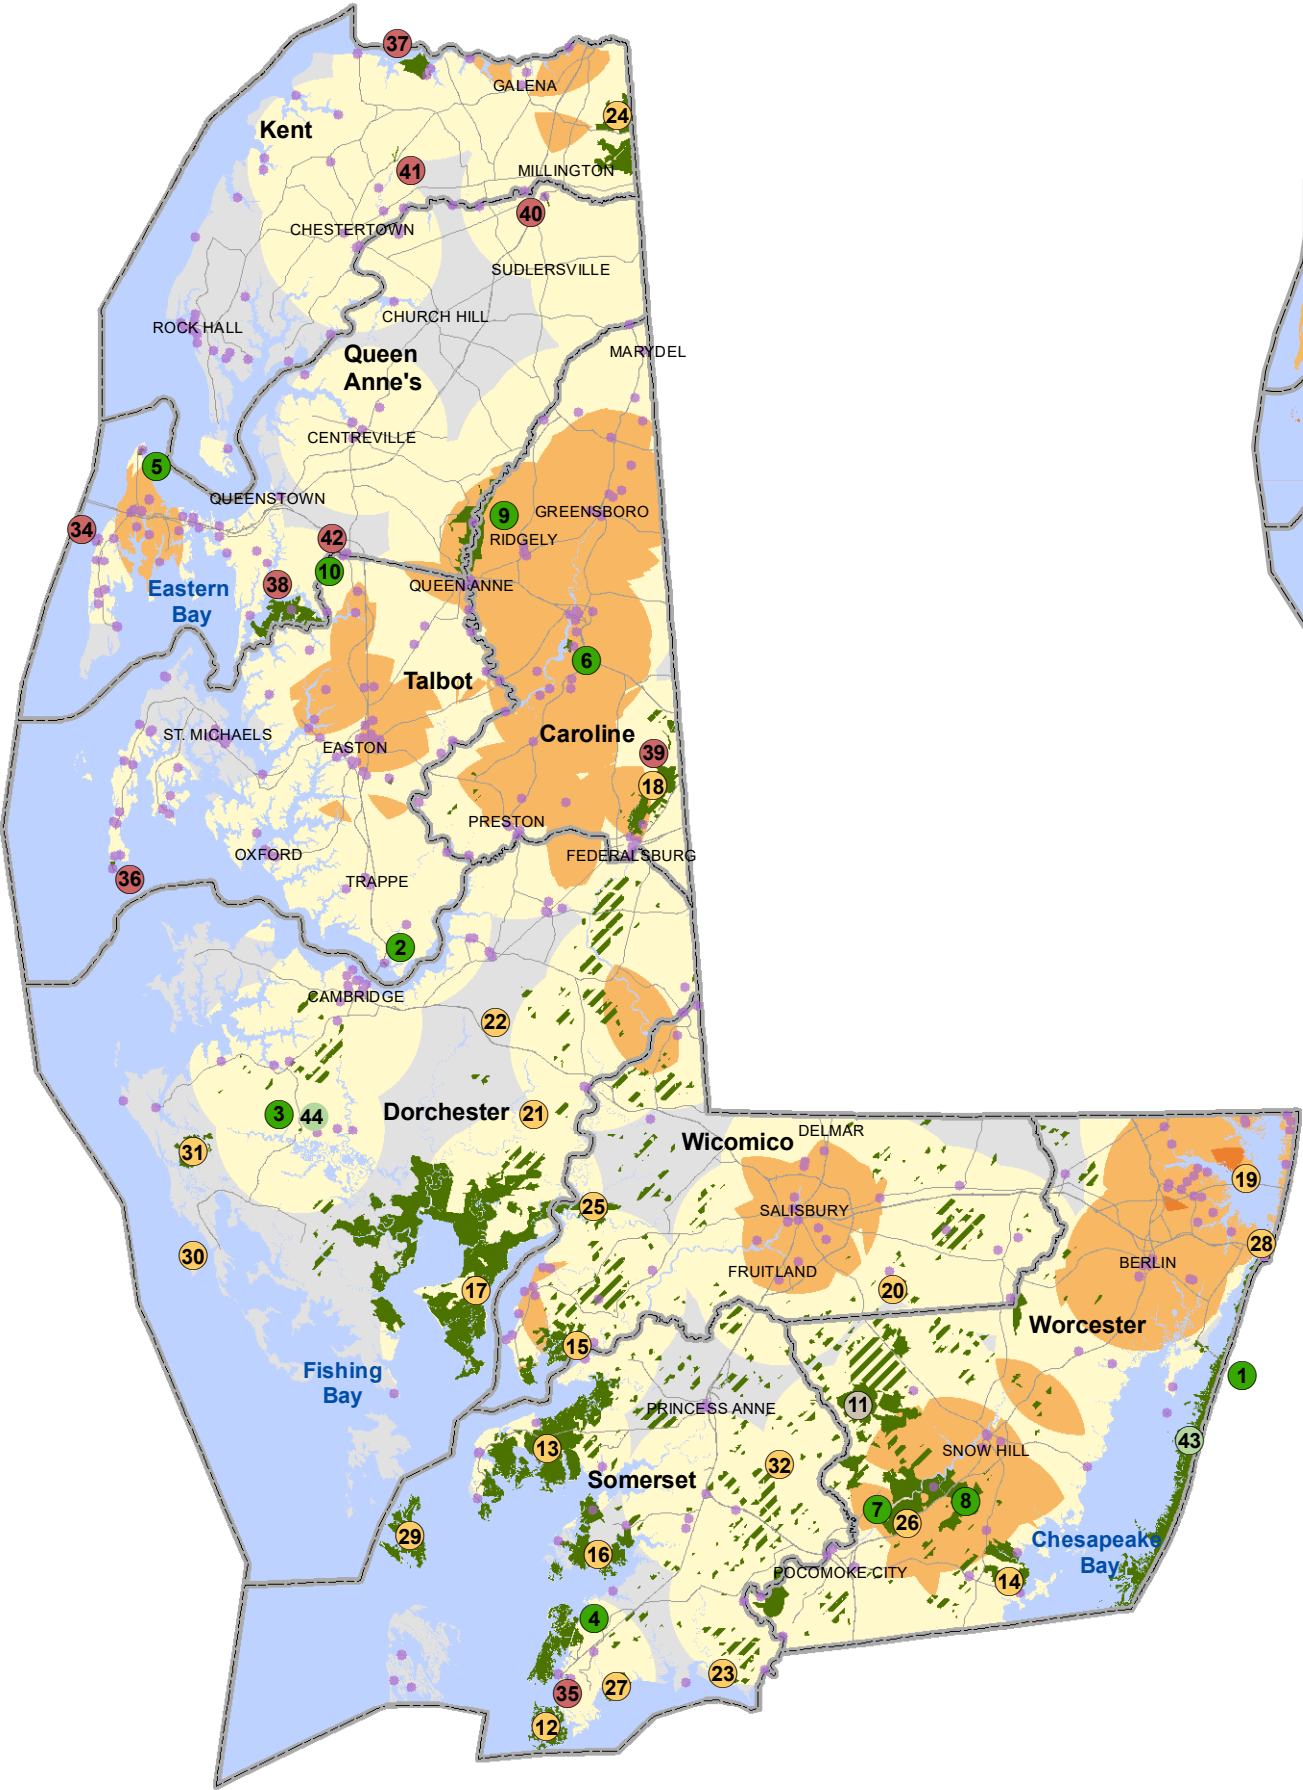 37
GALENA
24
Kent
41
MILLINGTON
40
CHESTERTOWN
SUDLERSVILLE
CHURCH HILL
ROCK HALL
MARYDEL
Queen
Anne's
CENTREVILLE
5
QUEENSTOWN
9
GREENSBORO
34
42
RIDGELY
10
38
QUEEN ANNE
Eastern
Bay
6
Talbot
ST. MICHAELS
Caroline
EASTON
39
18
PRESTON
OXFORD
FEDERALSBURG
36
TRAPPE
2
CAMBRIDGE
22
3
44
Dorchester
21
DELMAR
Wicomico
31
19
25
SALISBURY
28
30
BERLIN
FRUITLAND
17
20
Worcester
15
Fishing
Bay
1
11
PRINCESS ANNE
43
13
SNOW HILL
32
Somerset
7
8
26
29
Chesapeake
Bay
16
POCOMOKE CITY
14
4
23
27
35
12